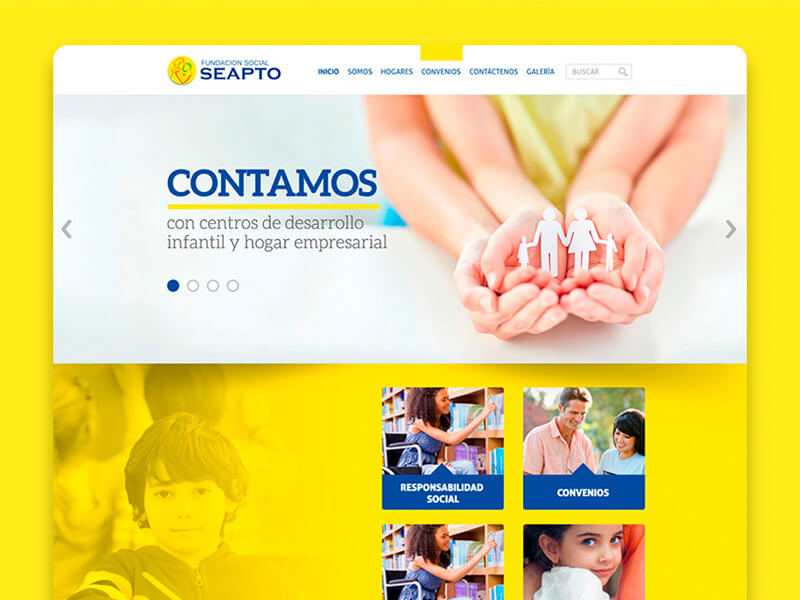 FUNDACION SOCIAL
SEAPTO
INICIO SOMOS HOGARES CONVENIOS CONTÁCTENOS GALERÍA BUSCAR
CONTAMOS
con centros de desarrollo
infantil y hogar empresarial
RESPONSABILIDAD
SOCIAL
CONVENIOS